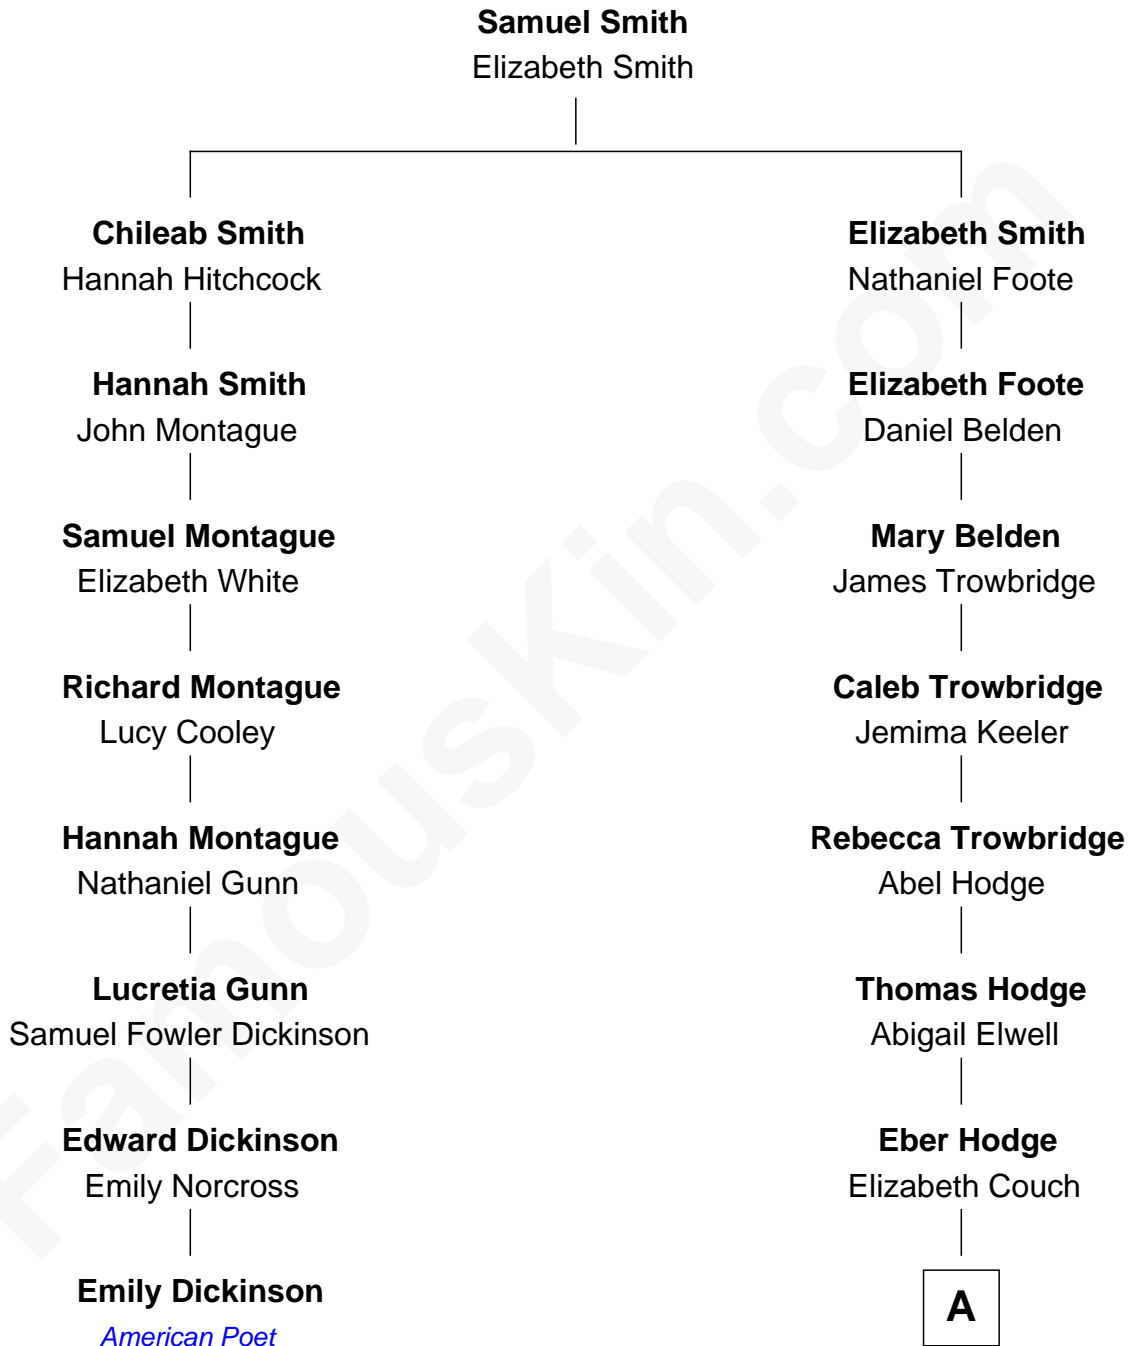 Samuel Smith
Elizabeth Smith
Chileab Smith
Hannah Hitchcock
Elizabeth Smith
Nathaniel Foote
Hannah Smith
John Montague
Elizabeth Foote
Daniel Belden
Samuel Montague
Elizabeth White
Mary Belden
James Trowbridge
Richard Montague
Lucy Cooley
Caleb Trowbridge
Jemima Keeler
Hannah Montague
Nathaniel Gunn
Rebecca Trowbridge
Abel Hodge
Lucretia Gunn
Samuel Fowler Dickinson
Thomas Hodge
Abigail Elwell
Edward Dickinson
Emily Norcross
Eber Hodge
Elizabeth Couch
Emily Dickinson
American Poet
A
FamousKin.com